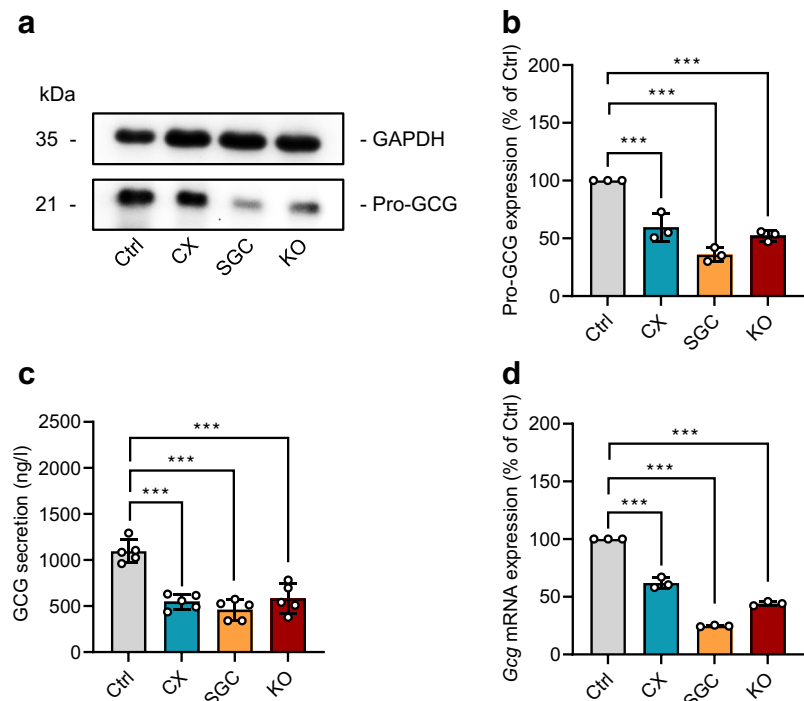 a
kDa
35 - - GAPDH
21 - - Pro-GCG
Ctrl CX SGC KO
b
Pro-GCG expression (% of Ctrl)
200
150
100
50
0
***
***
***
Ctrl CX SGC KO
c
GCG secretion (ng/l)
2500
2000
1500
1000
500
0
***
***
***
Ctrl CX SGC KO
d
Gcg mRNA expression (% of Ctrl)
200
150
100
50
0
***
***
***
Ctrl CX SGC KO